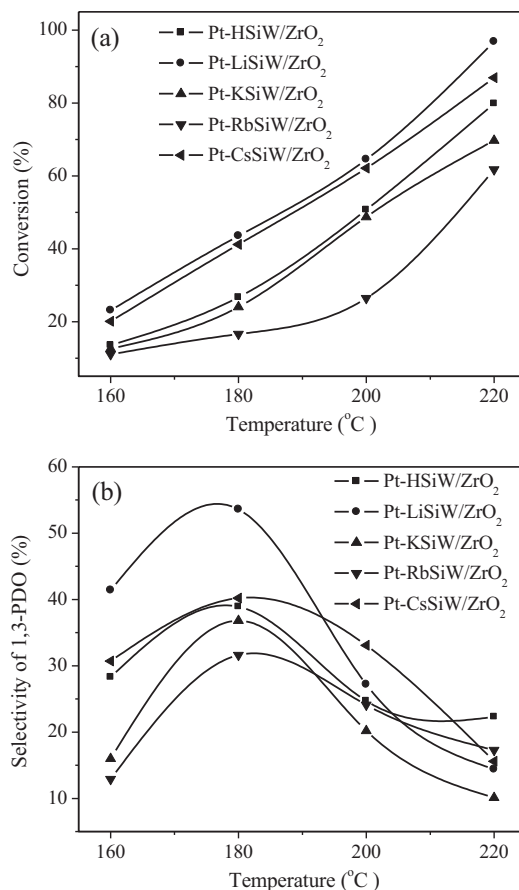 (a)
Pt-HSiW/ZrO₂
Pt-LiSiW/ZrO₂
Pt-KSiW/ZrO₂
Pt-RbSiW/ZrO₂
Pt-CsSiW/ZrO₂
100
80
60
40
20
Conversion (%)
160 180 200 220
Temperature (°C)
(b)
Pt-HSiW/ZrO₂
Pt-LiSiW/ZrO₂
Pt-KSiW/ZrO₂
Pt-RbSiW/ZrO₂
Pt-CsSiW/ZrO₂
60
50
40
30
20
10
Selectivity of 1,3-PDO (%)
160 180 200 220
Temperature (°C)